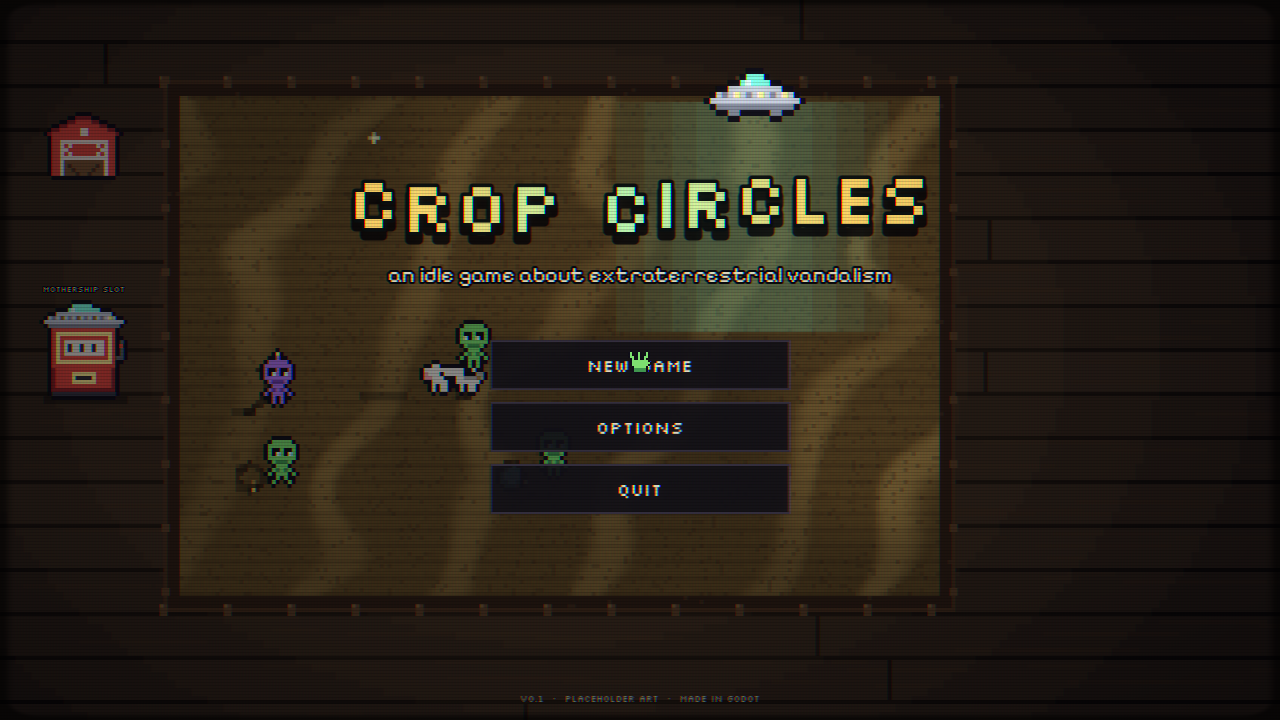 CROP CIRCLES
an idle game about extraterrestrial vandalism
MOTHERSHIP SLOT
NEW AME
OPTIONS
QUIT
V0.1 - PLACEHOLDER ART - MADE IN GODOT